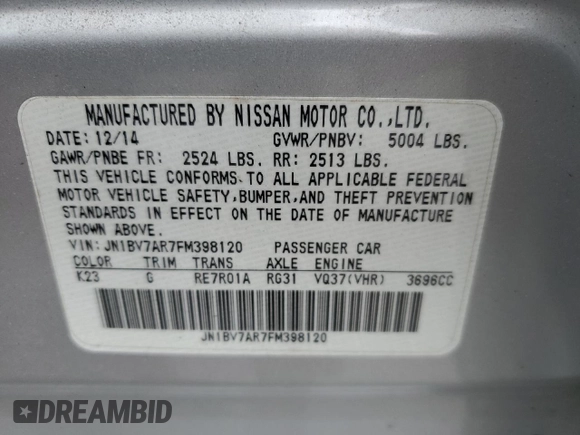 MANUFACTURED BY NISSAN MOTOR CO.,LTD.
DATE: 12/14 GVWR/PNBV: 5004 LBS.
GAWR/PNBE FR: 2524 LBS. RR: 2513 LBS.
THIS VEHICLE CONFORMS TO ALL APPLICABLE FEDERAL
MOTOR VEHICLE SAFETY,BUMPER,AND THEFT PREVENTION
STANDARDS IN EFFECT ON THE DATE OF MANUFACTURE
SHOWN ABOVE.
VIN: JN1BV7AR7FM398120 PASSENGER CAR
COLOR TRIM TRANS AXLE ENGINE
K23 G RE7R01A RG31 VQ37(VHR) 3696CC
JN1BV7AR7FM398120
DREAMBID